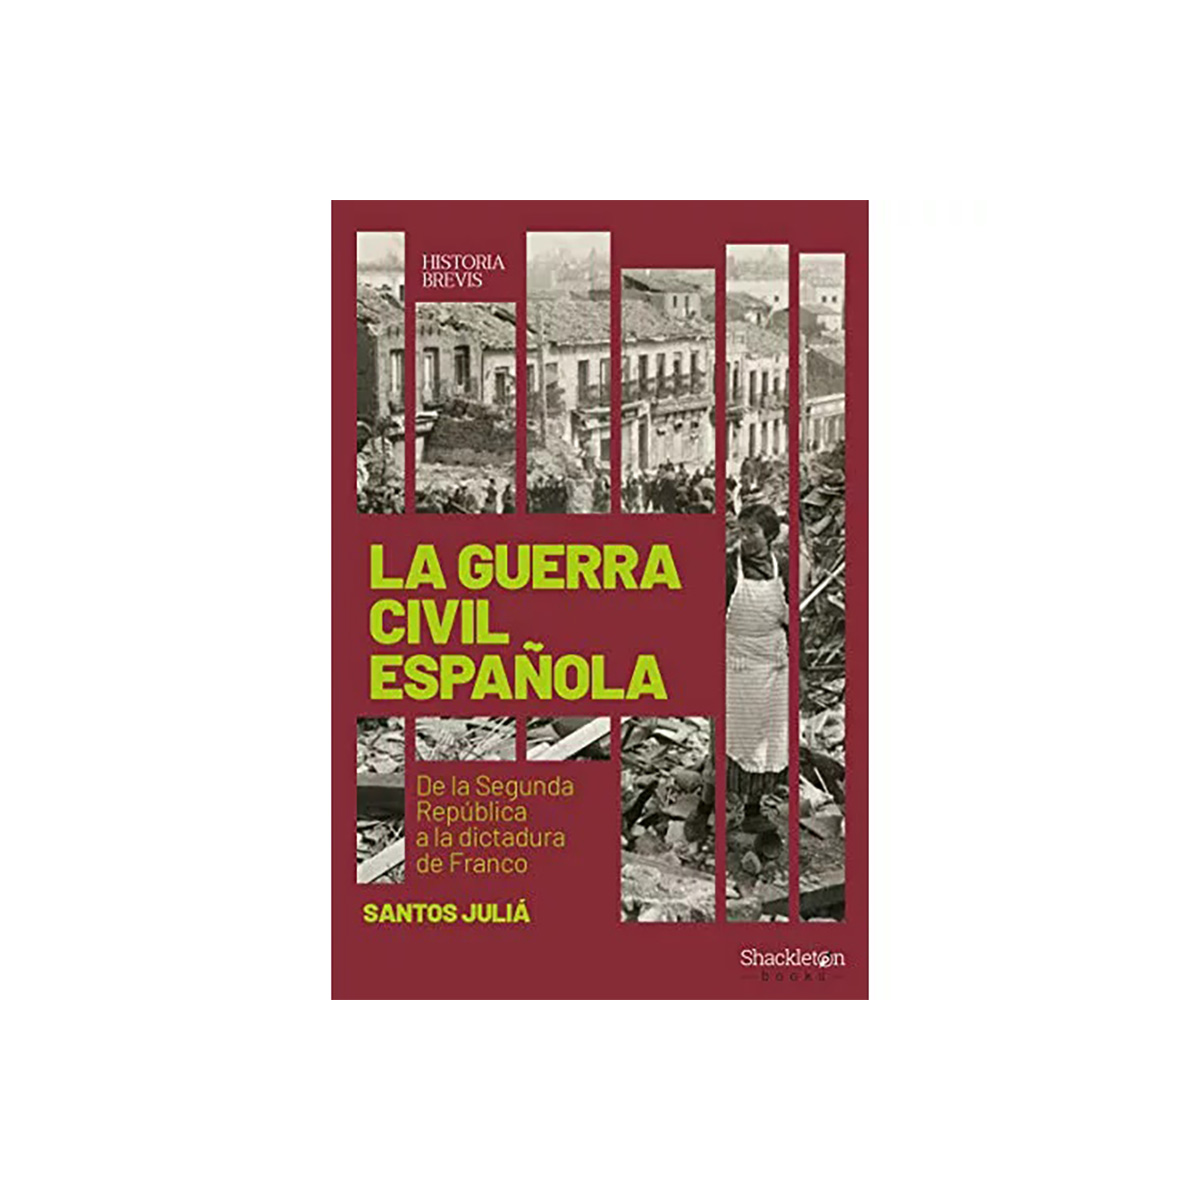 HISTORIA
BREVIS
LA GUERRA
CIVIL
ESPAÑOLA
De la Segunda
República
a la dictadura
de Franco
SANTOS JULIÁ
Shackleton
books